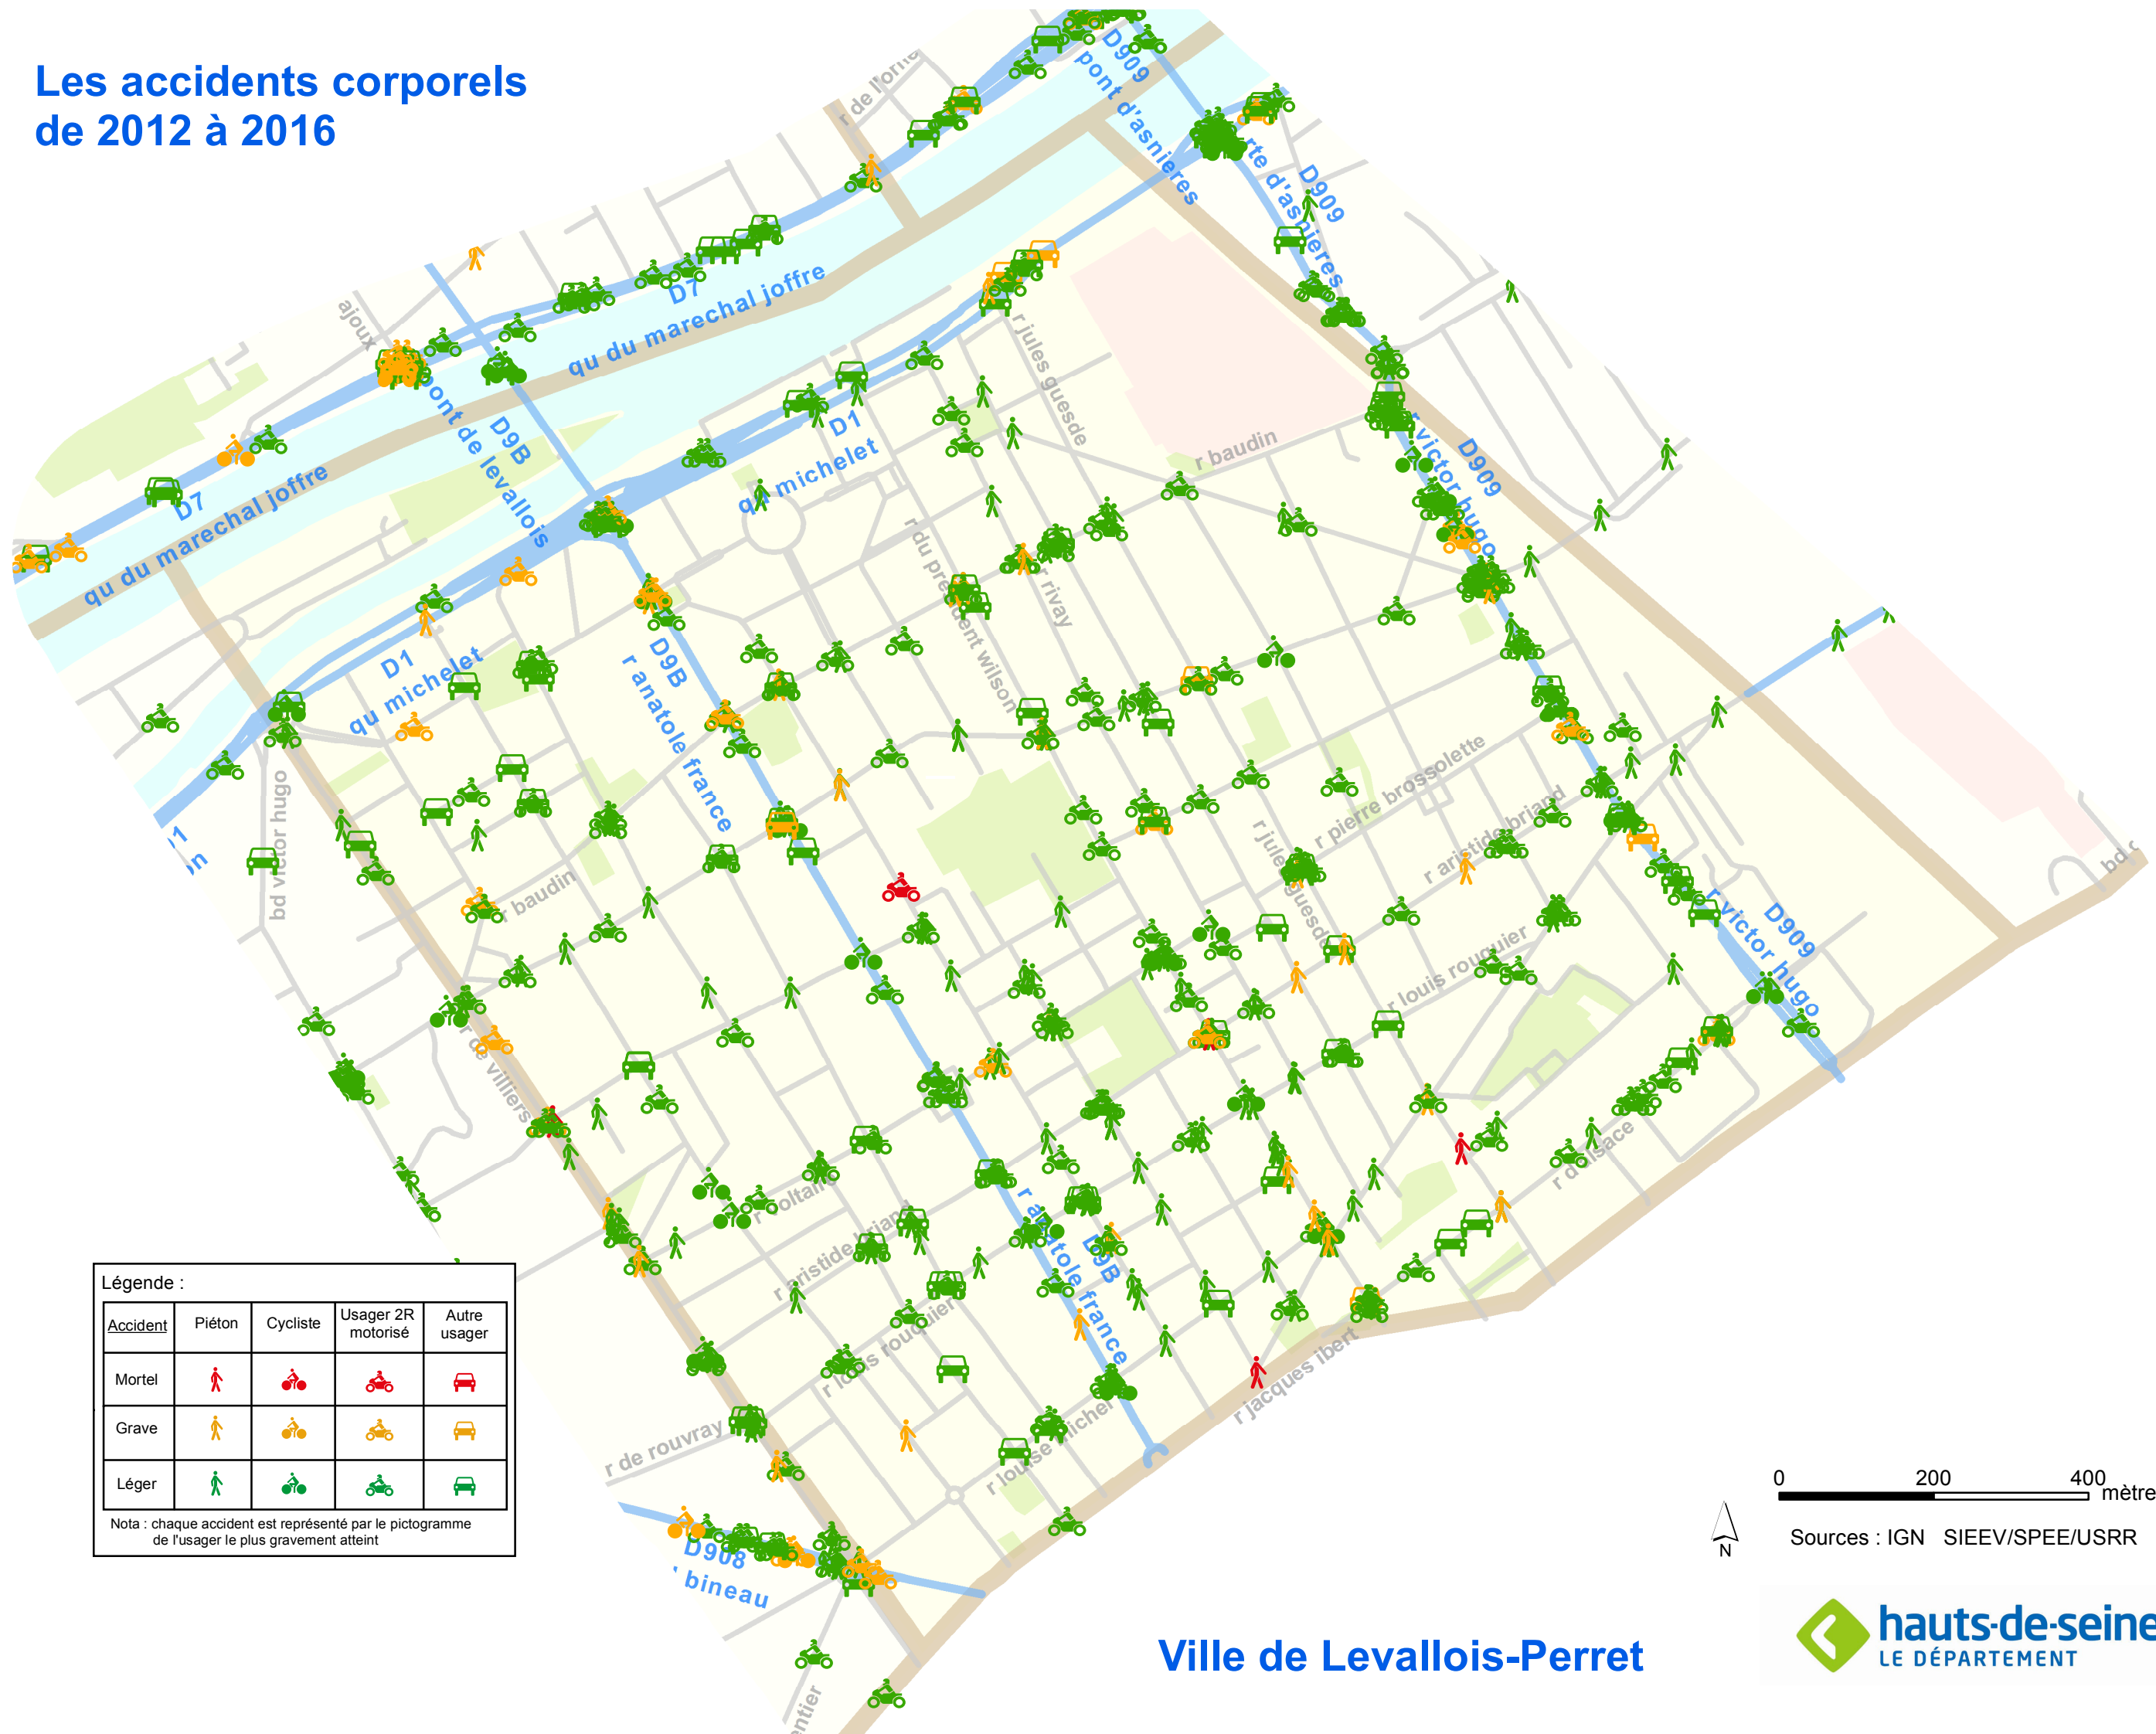 Les accidents corporels
de 2012 à 2016
r de l'orne
D909
pont d'asnieres
rte d'asnieres
D909
ajoux
D7
qu du marechal joffre
r jules guesde
pont de levallois
D9B
D1
qu michelet
r baudin
r victor hugo
D909
D7
qu du marechal joffre
r du president wilson
r rivay
D1
qu michelet
D9B
r anatole france
bd victor hugo
r baudin
r pierre brossolette
r aristide briand
r jules guesde
r louis rouquier
r victor hugo
D909
bd
r de villiers
r d'alsace
r voltaire
r aristide briand
r anatole france
D9B
r louis rouquier
r jacques ibert
r louise michel
r de rouvray
D908
bineau
entier
Légende :
Accident Piéton Cycliste Usager 2R motorisé Autre usager
Mortel
Grave
Léger
Nota : chaque accident est représenté par le pictogramme
de l'usager le plus gravement atteint
0 200 400 mètre
N
Sources : IGN SIEEV/SPEE/USRR
Ville de Levallois-Perret
hauts-de-seine
LE DÉPARTEMENT